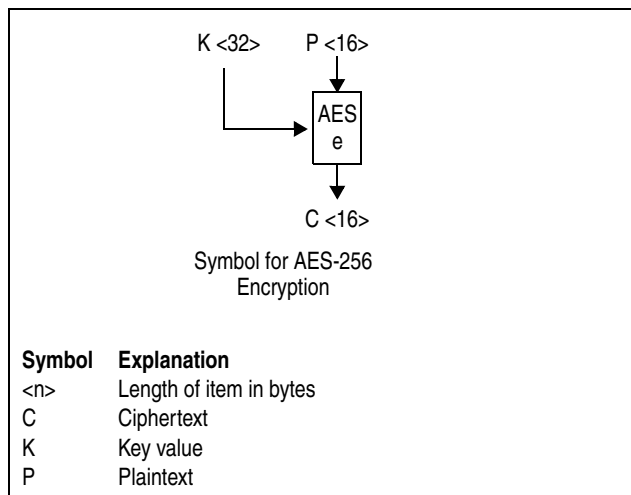 K <32> P <16>
AES
e
C <16>
Symbol for AES-256
Encryption
Symbol Explanation
<n> Length of item in bytes
C Ciphertext
K Key value
P Plaintext